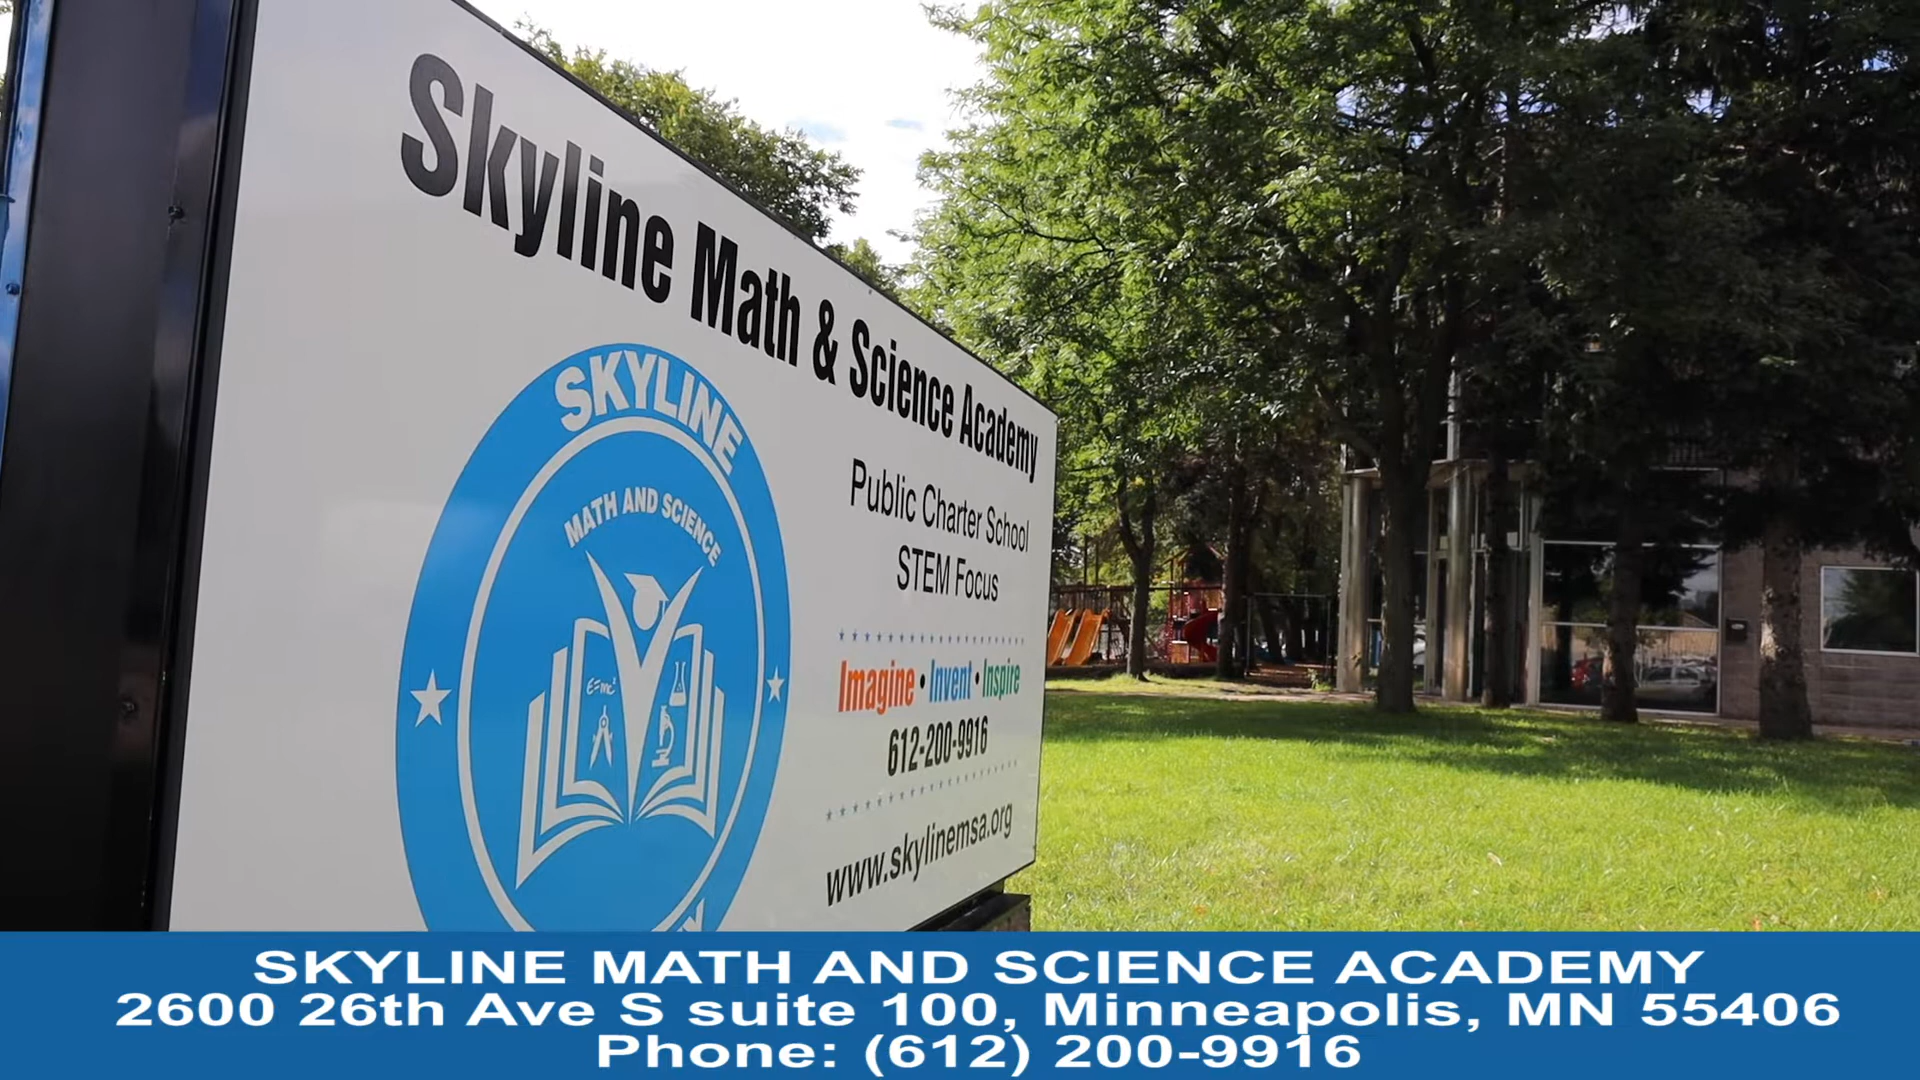 Skyline Math & Science Academy
SKYLINE
MATH AND SCIENCE
E=mc²
Public Charter School
STEM Focus
Imagine · Invent · Inspire
612-200-9916
www.skylinemsa.org
SKYLINE MATH AND SCIENCE ACADEMY
2600 26th Ave S suite 100, Minneapolis, MN 55406
Phone: (612) 200-9916